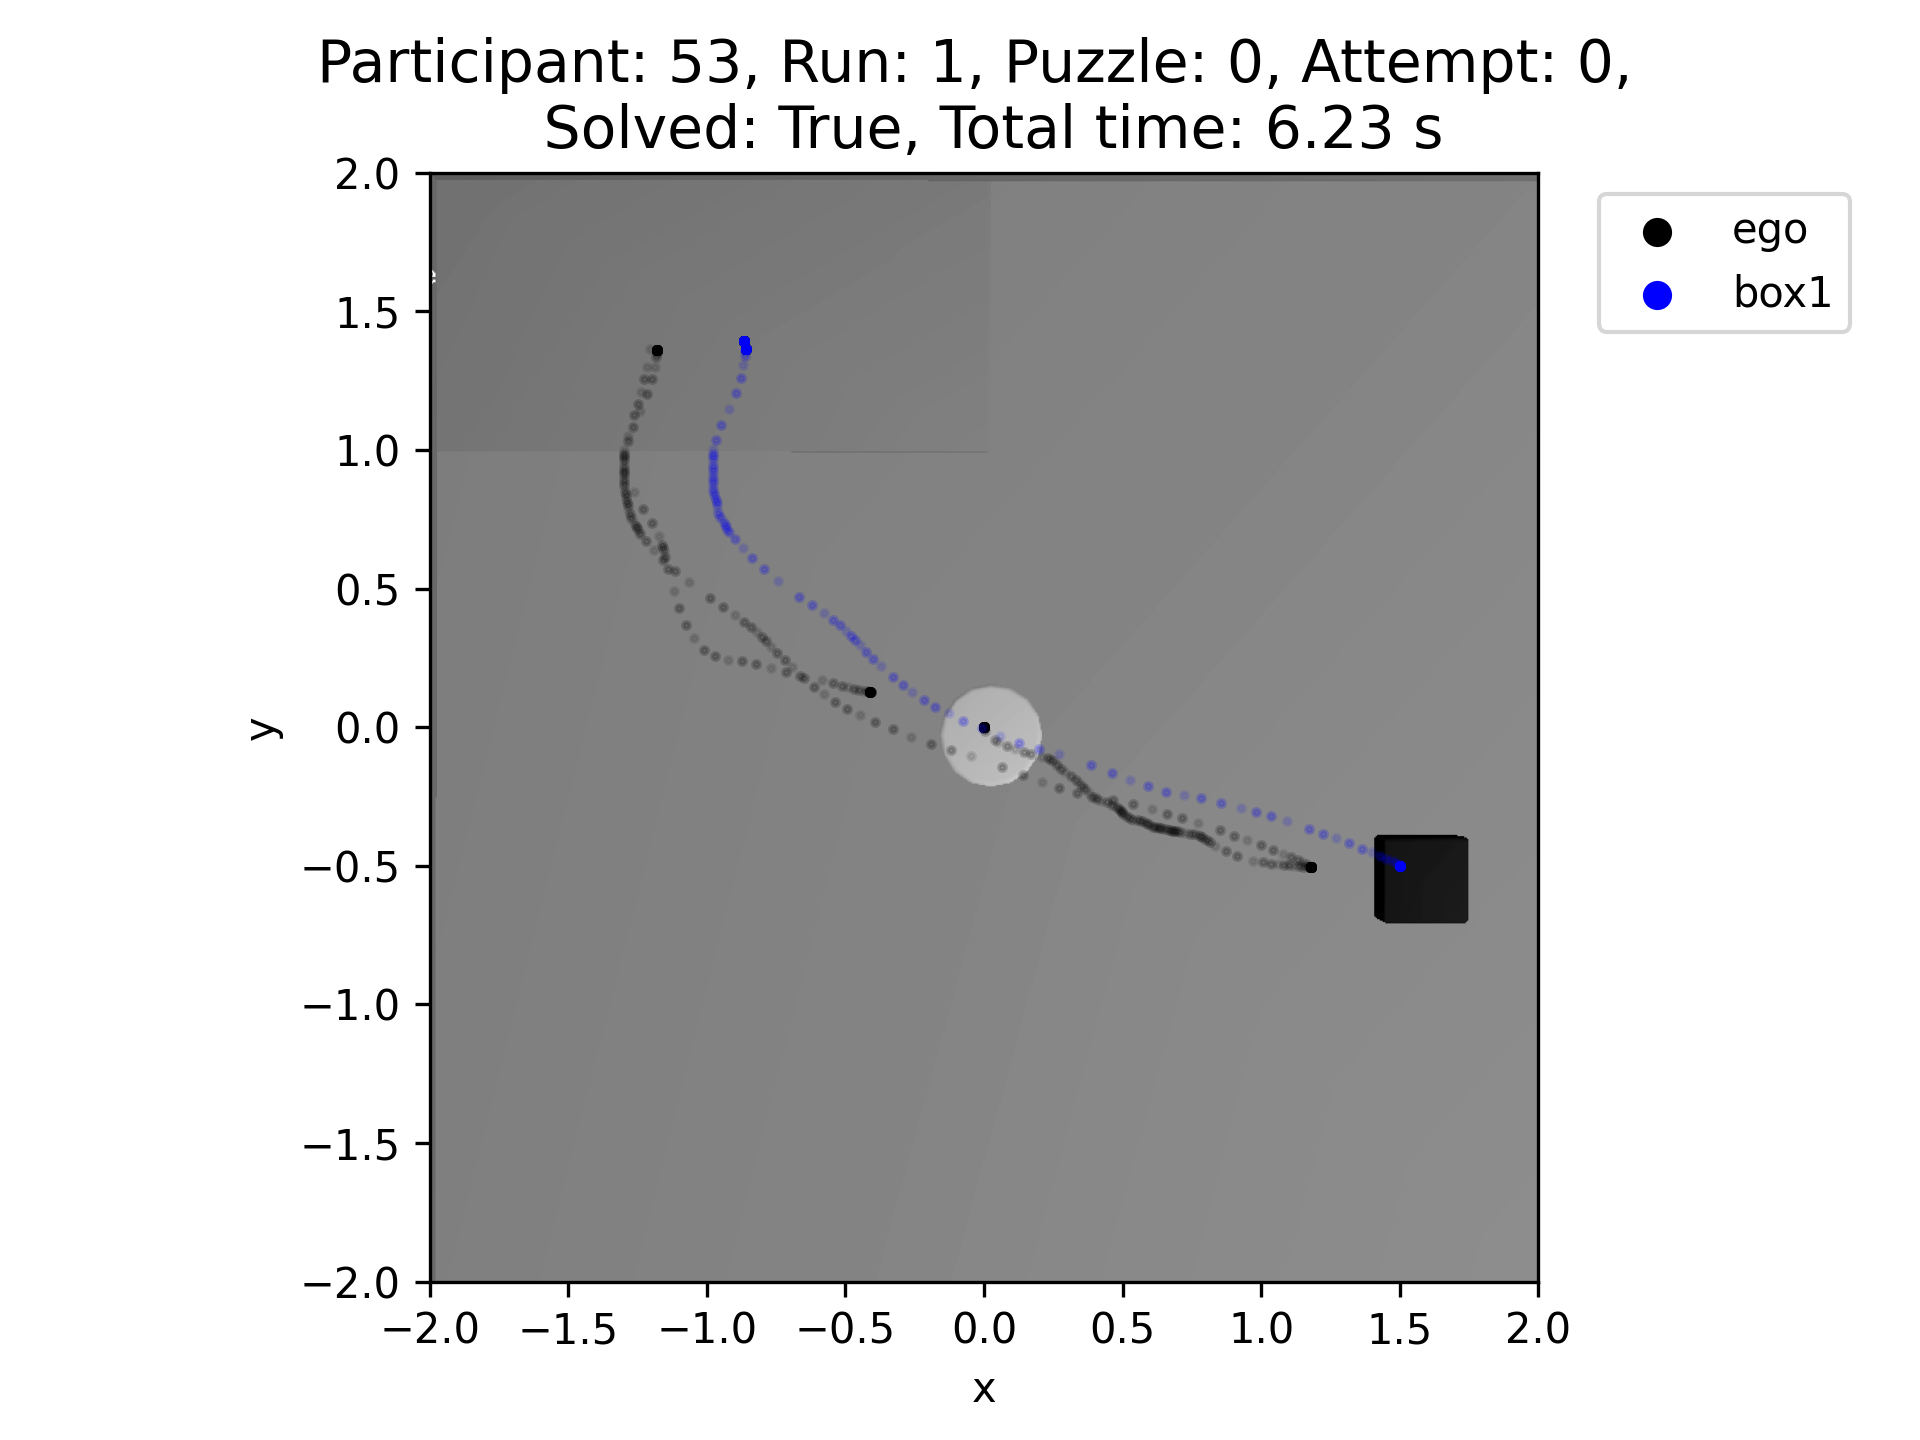 Participant: 53, Run: 1, Puzzle: 0, Attempt: 0,
Solved: True, Total time: 6.23 s
ego
box1
2.0
1.5
1.0
0.5
0.0
−0.5
−1.0
−1.5
−2.0
y
−2.0 −1.5 −1.0 −0.5 0.0 0.5 1.0 1.5 2.0
x